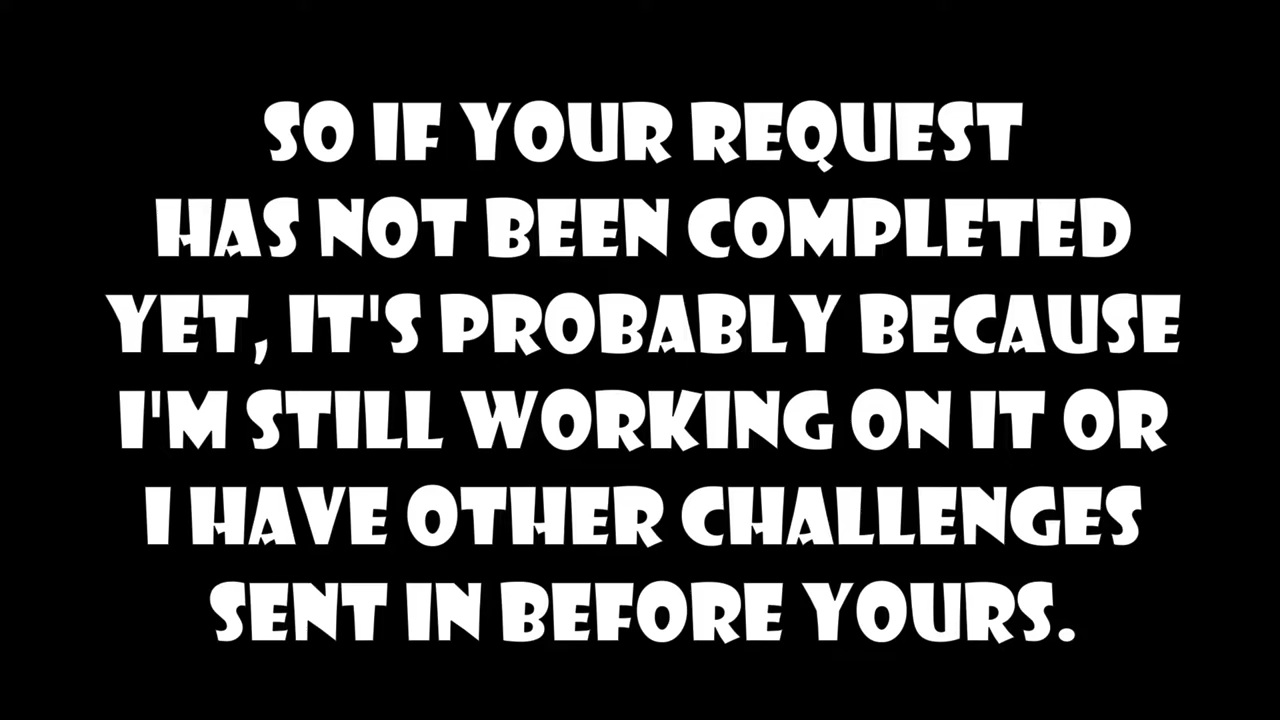 SO IF YOUR REQUEST
HAS NOT BEEN COMPLETED
YET, IT'S PROBABLY BECAUSE
I'M STILL WORKING ON IT OR
I HAVE OTHER CHALLENGES
SENT IN BEFORE YOURS.